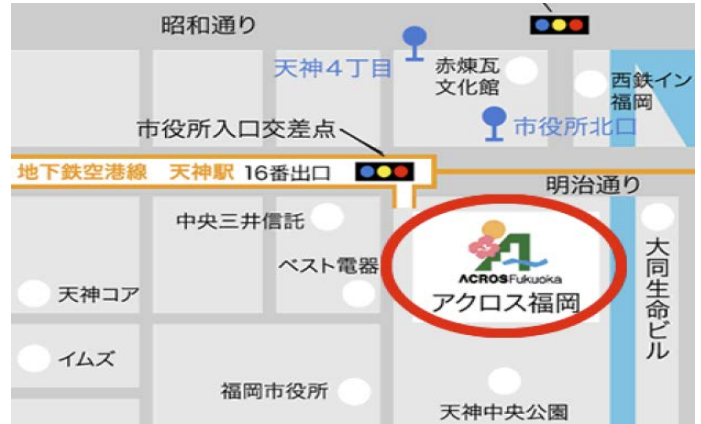 昭和通り
天神4丁目
赤煉瓦
文化館
西鉄イン
福岡
市役所入口交差点
市役所北口
地下鉄空港線 天神駅 16番出口
明治通り
中央三井信託
ベスト電器
ACROS Fukuoka
アクロス福岡
大同生命ビル
天神コア
イムズ
福岡市役所
天神中央公園